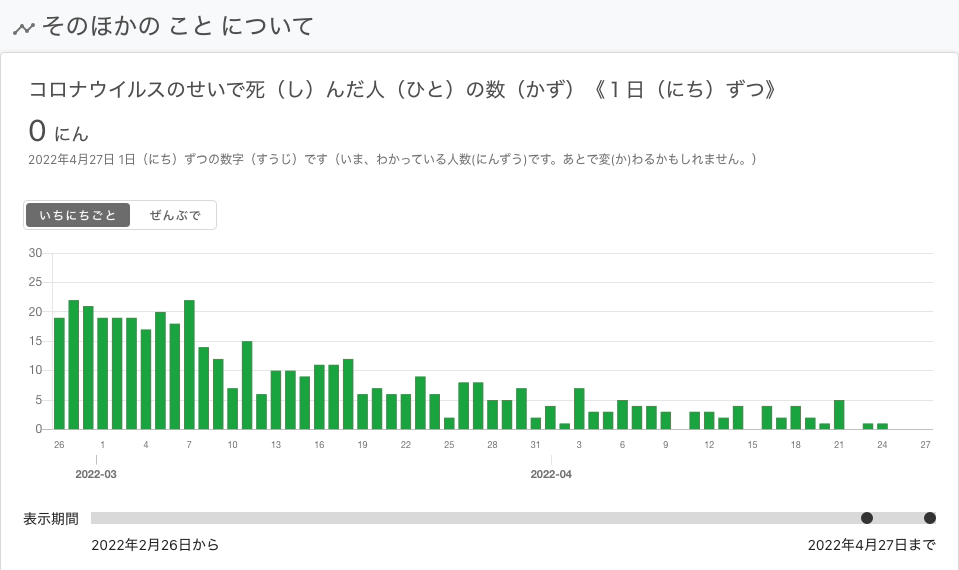 そのほかの こと について
コロナウイルスのせいで死（し）んだ人（ひと）の数（かず）《１日（にち）ずつ》
0 にん
2022年4月27日 1日（にち）ずつの数字（すうじ）です（いま、わかっている人数(にんずう)です。あとで変(か)わるかもしれません。）
いちにちごと ぜんぶで
30
25
20
15
10
5
0
26 1 4 7 10 13 16 19 22 25 28 31 3 6 9 12 15 18 21 24 27
2022-03 2022-04
表示期間
2022年2月26日から 2022年4月27日まで